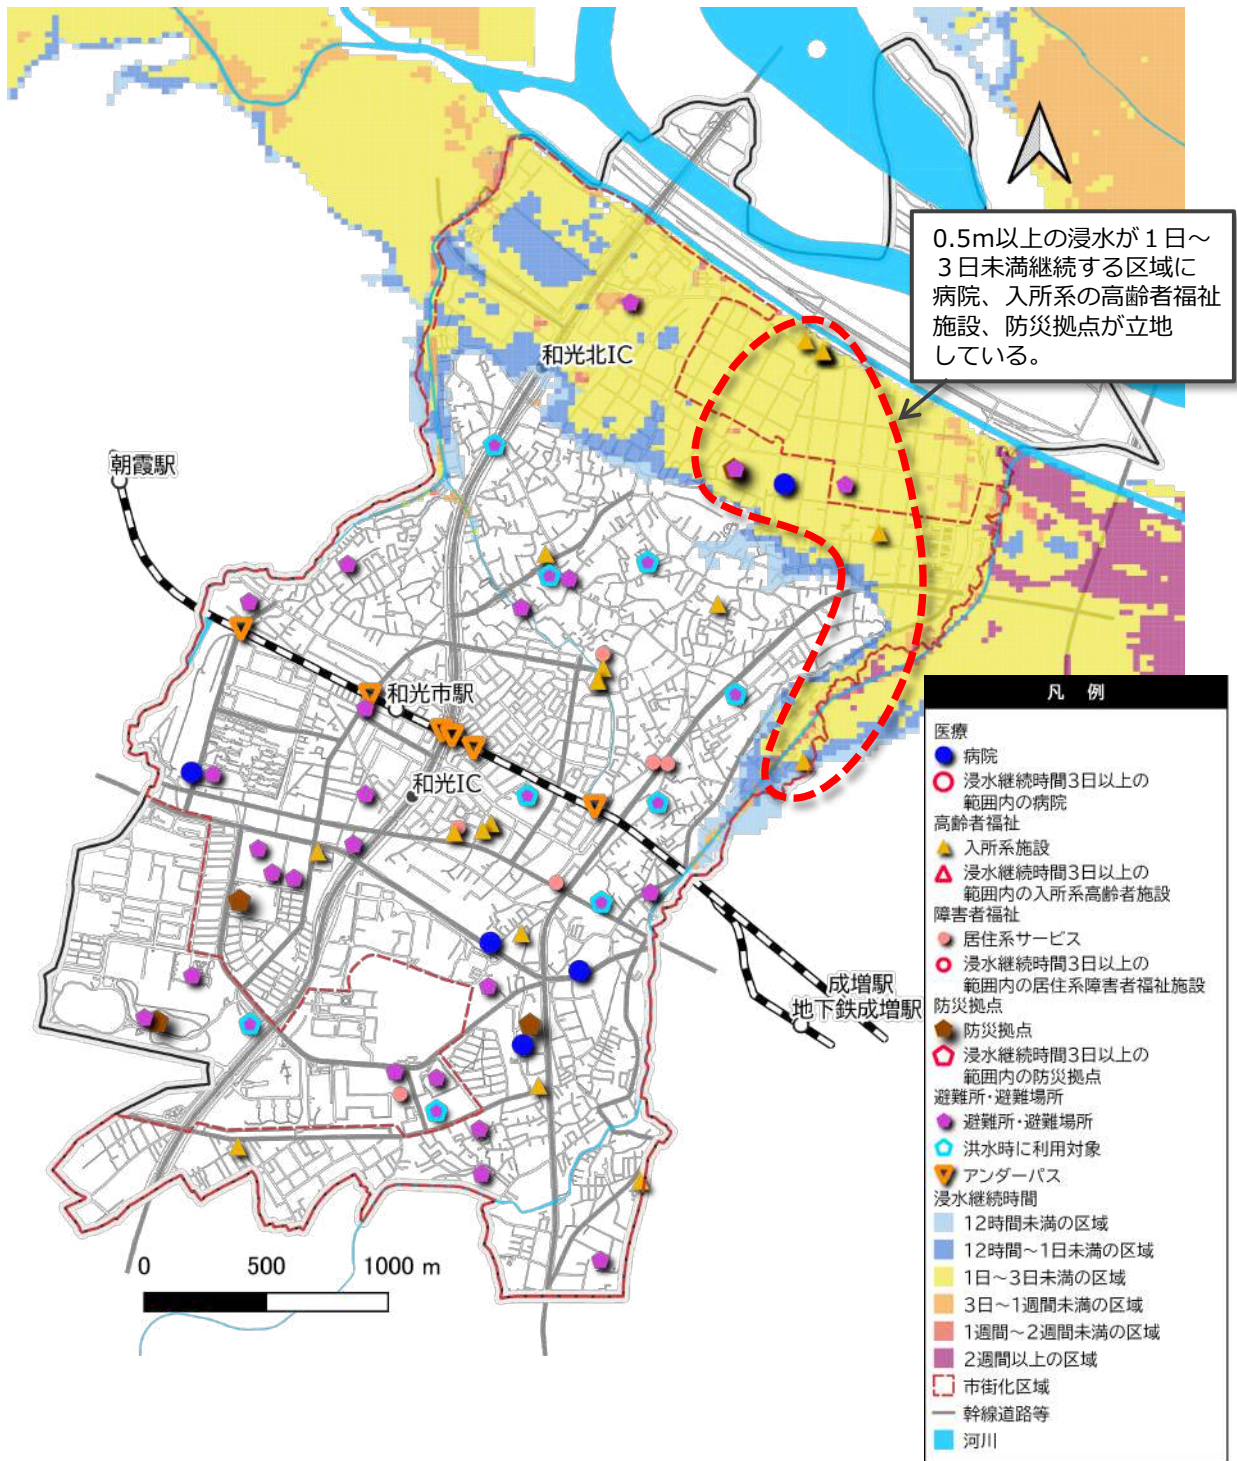 0.5m以上の浸水が１日～
３日未満継続する区域に
病院、入所系の高齢者福祉
施設、防災拠点が立地
している。
和光北IC
朝霞駅
和光市駅
和光IC
成増駅
地下鉄成増駅
0 500 1000 m
凡 例
医療
病院
浸水継続時間3日以上の
範囲内の病院
高齢者福祉
入所系施設
浸水継続時間3日以上の
範囲内の入所系高齢者施設
障害者福祉
居住系サービス
浸水継続時間3日以上の
範囲内の居住系障害者福祉施設
防災拠点
防災拠点
浸水継続時間3日以上の
範囲内の防災拠点
避難所・避難場所
避難所・避難場所
洪水時に利用対象
アンダーパス
浸水継続時間
12時間未満の区域
12時間～1日未満の区域
1日～3日未満の区域
3日～1週間未満の区域
1週間～2週間未満の区域
2週間以上の区域
市街化区域
幹線道路等
河川